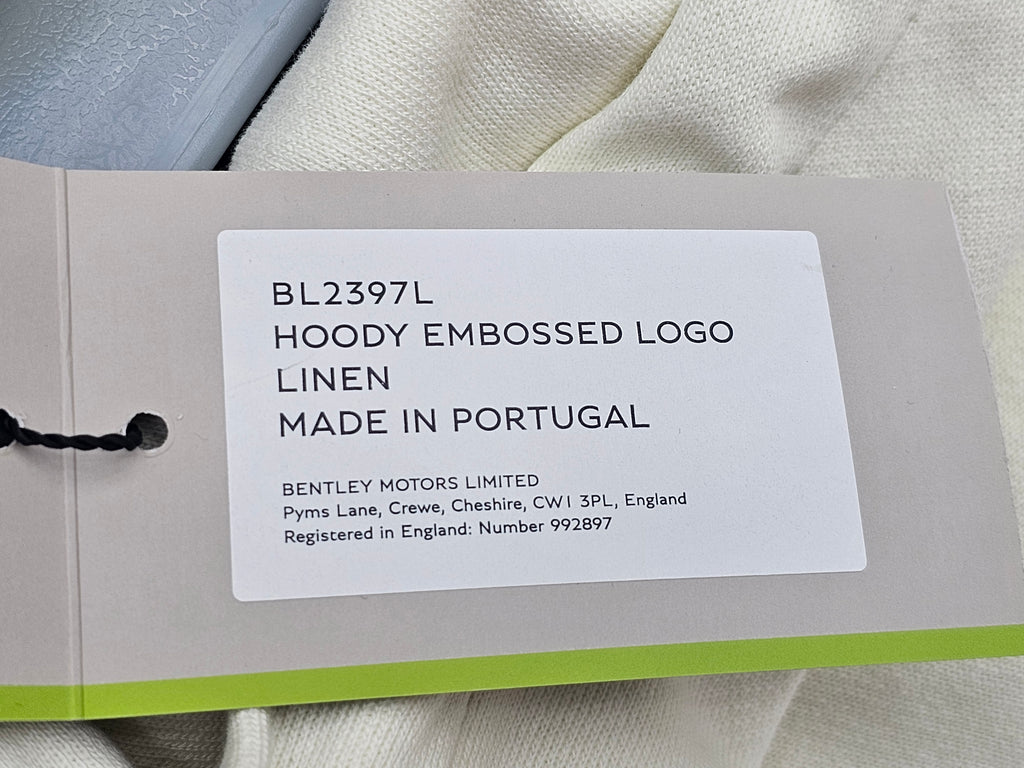 BL2397L
HOODY EMBOSSED LOGO
LINEN
MADE IN PORTUGAL
BENTLEY MOTORS LIMITED
Pyms Lane, Crewe, Cheshire, CW1 3PL, England
Registered in England: Number 992897